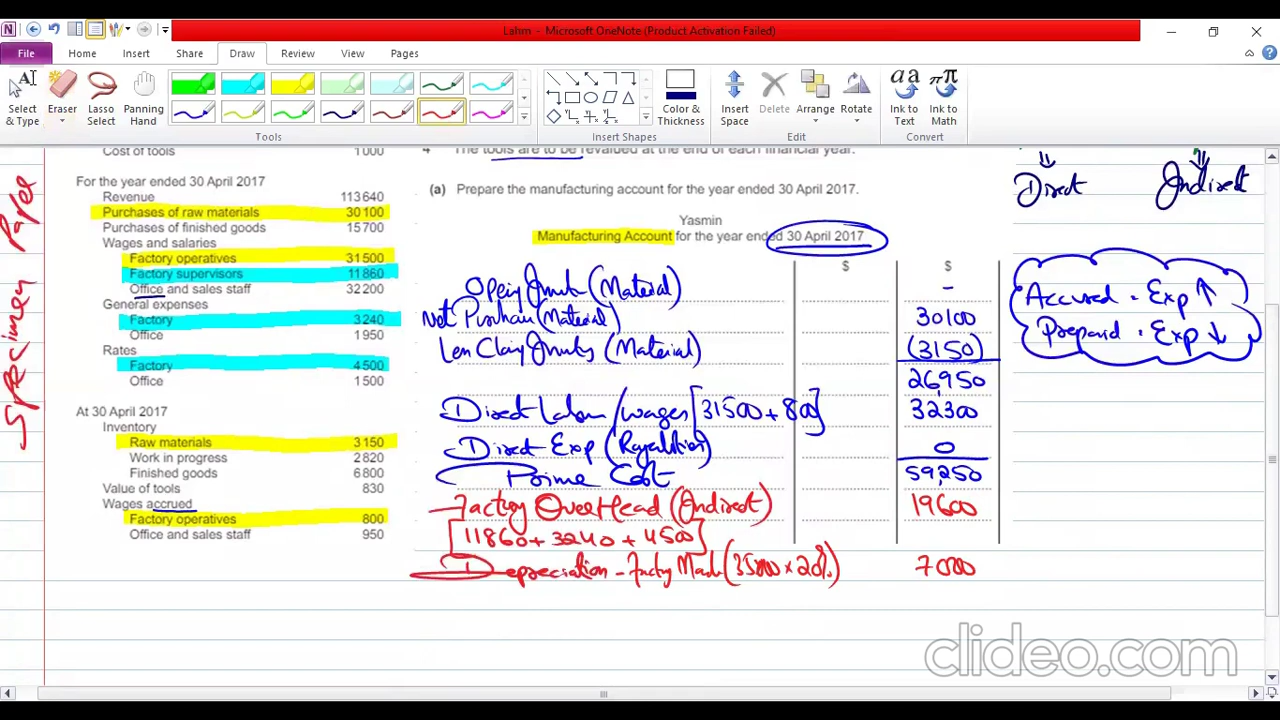 Lahm - Microsoft OneNote (Product Activation Failed)
File Home Insert Share Draw Review View Pages
Select & Type
Eraser
Lasso Select
Panning Hand
Tools
Insert Shapes
Color & Thickness
Insert Space
Delete
Arrange
Rotate
Edit
Ink to Text
Ink to Math
Convert
Specimen Paper
Cost of tools 1 000
For the year ended 30 April 2017
Revenue 113 640
Purchases of raw materials 30 100
Purchases of finished goods 15 700
Wages and salaries
Factory operatives 31 500
Factory supervisors 11 860
Office and sales staff 32 200
General expenses
Factory 3 240
Office 1 950
Rates
Factory 4 500
Office 1 500
At 30 April 2017
Inventory
Raw materials 3 150
Work in progress 2 820
Finished goods 6 800
Value of tools 830
Wages accrued
Factory operatives 800
Office and sales staff 950
4 The tools are to be revalued at the end of each financial year.
(a) Prepare the manufacturing account for the year ended 30 April 2017.
Yasmin
Manufacturing Account for the year ended 30 April 2017
$ $
(Material) -
Net (Material) 30100
(Material) (3150)
26,950
Direct Labour/wages [31500 + 800] 32300
Direct Exp 0
Prime Cost 59,250
Factory OverHead (Indirect) 19600
[11860 + 3240 + 4500]
Depreciation - Factory Mach (35000 × 20%) 7000
Direct Indirect
Accrued = Exp ↑
Prepaid = Exp ↓
clideo.com